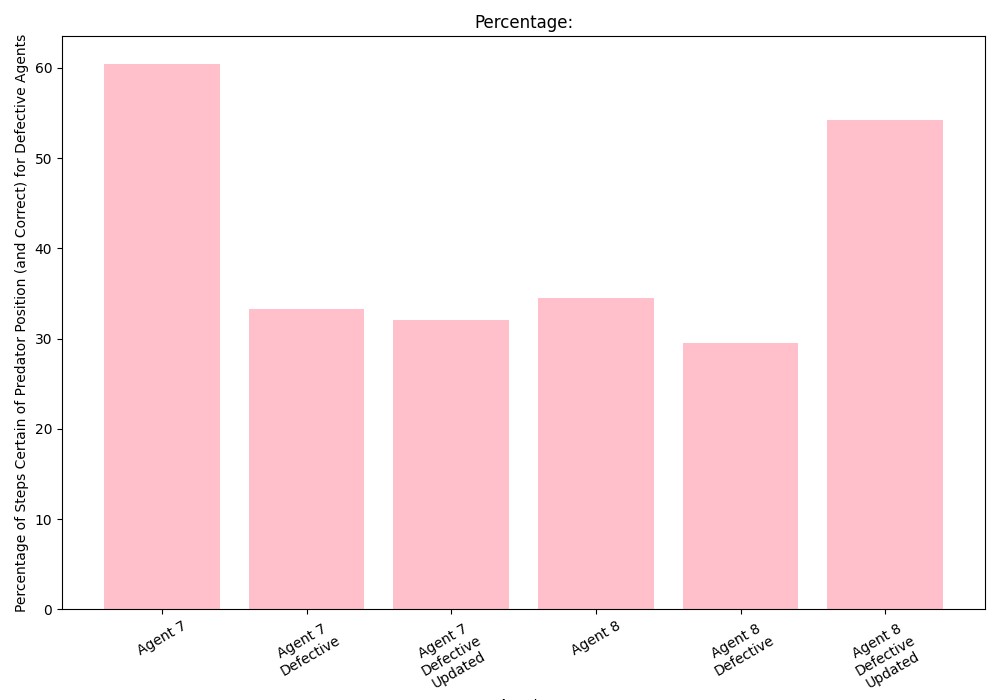 Percentage:
Percentage of Steps Certain of Predator Position (and Correct) for Defective Agents
60
50
40
30
20
10
0
Agent 7
Agent 7
Defective
Agent 7
Defective
Updated
Agent 8
Agent 8
Defective
Agent 8
Defective
Updated